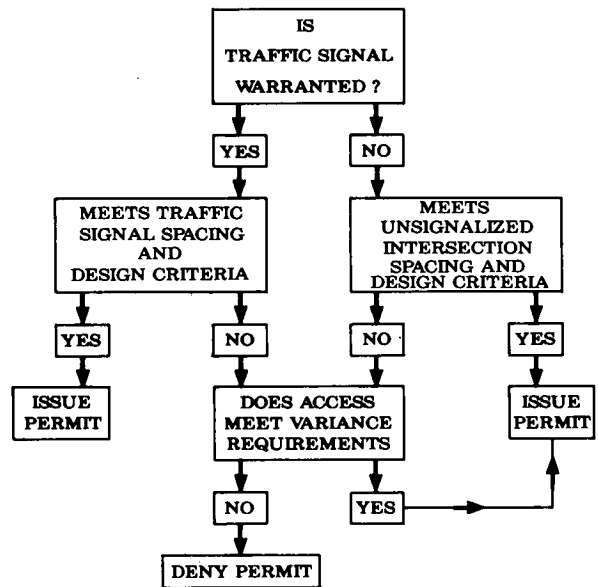 IS
TRAFFIC SIGNAL
WARRANTED ?
YES
NO
MEETS TRAFFIC
SIGNAL SPACING
AND
DESIGN CRITERIA
MEETS
UNSIGNALIZED
INTERSECTION
SPACING AND
DESIGN CRITERIA
YES
NO
NO
YES
ISSUE
PERMIT
DOES ACCESS
MEET VARIANCE
REQUIREMENTS
ISSUE
PERMIT
NO
YES
DENY PERMIT